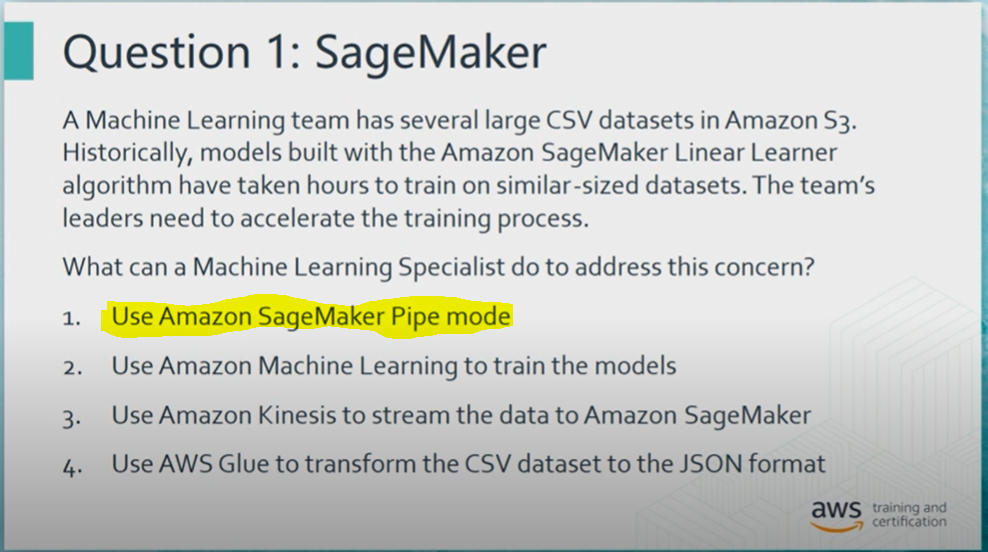 Question 1: SageMaker
A Machine Learning team has several large CSV datasets in Amazon S3.
Historically, models built with the Amazon SageMaker Linear Learner
algorithm have taken hours to train on similar-sized datasets. The team's
leaders need to accelerate the training process.
What can a Machine Learning Specialist do to address this concern?
1. Use Amazon SageMaker Pipe mode
2. Use Amazon Machine Learning to train the models
3. Use Amazon Kinesis to stream the data to Amazon SageMaker
4. Use AWS Glue to transform the CSV dataset to the JSON format
aws training and
certification